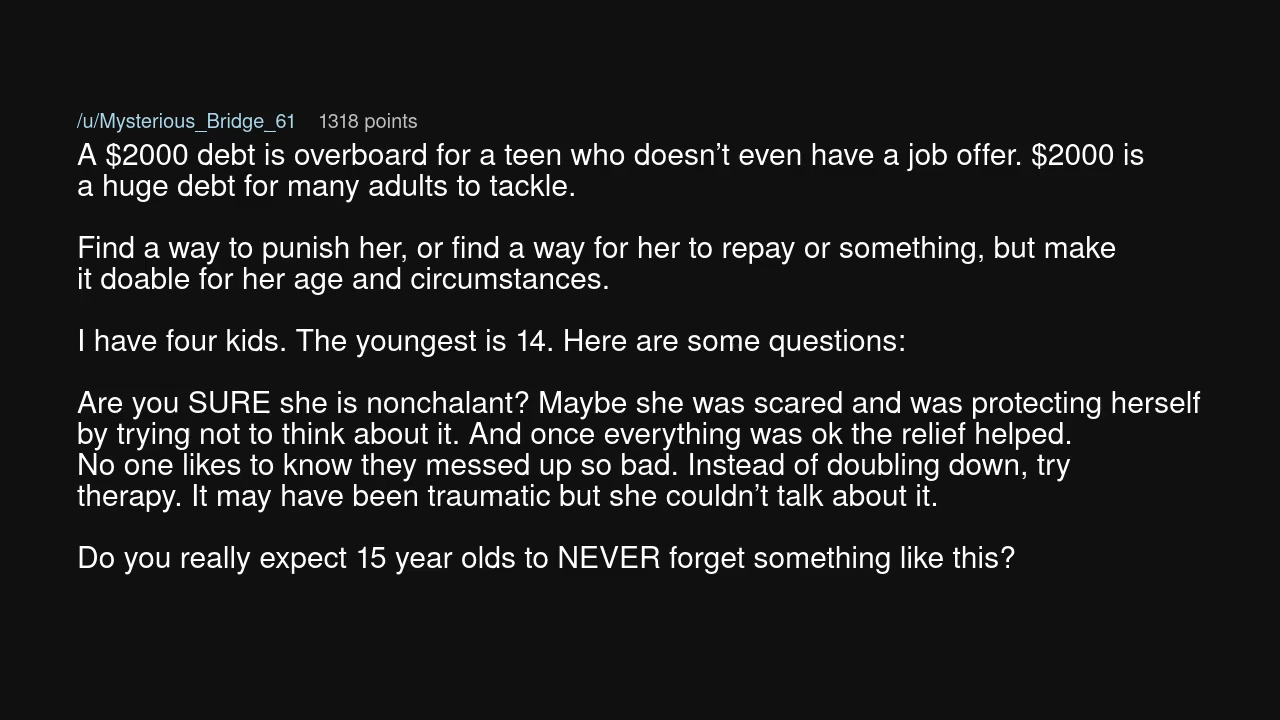 /u/Mysterious_Bridge_61 1318 points
A $2000 debt is overboard for a teen who doesn’t even have a job offer. $2000 is
a huge debt for many adults to tackle.
Find a way to punish her, or find a way for her to repay or something, but make
it doable for her age and circumstances.
I have four kids. The youngest is 14. Here are some questions:
Are you SURE she is nonchalant? Maybe she was scared and was protecting herself
by trying not to think about it. And once everything was ok the relief helped.
No one likes to know they messed up so bad. Instead of doubling down, try
therapy. It may have been traumatic but she couldn’t talk about it.
Do you really expect 15 year olds to NEVER forget something like this?